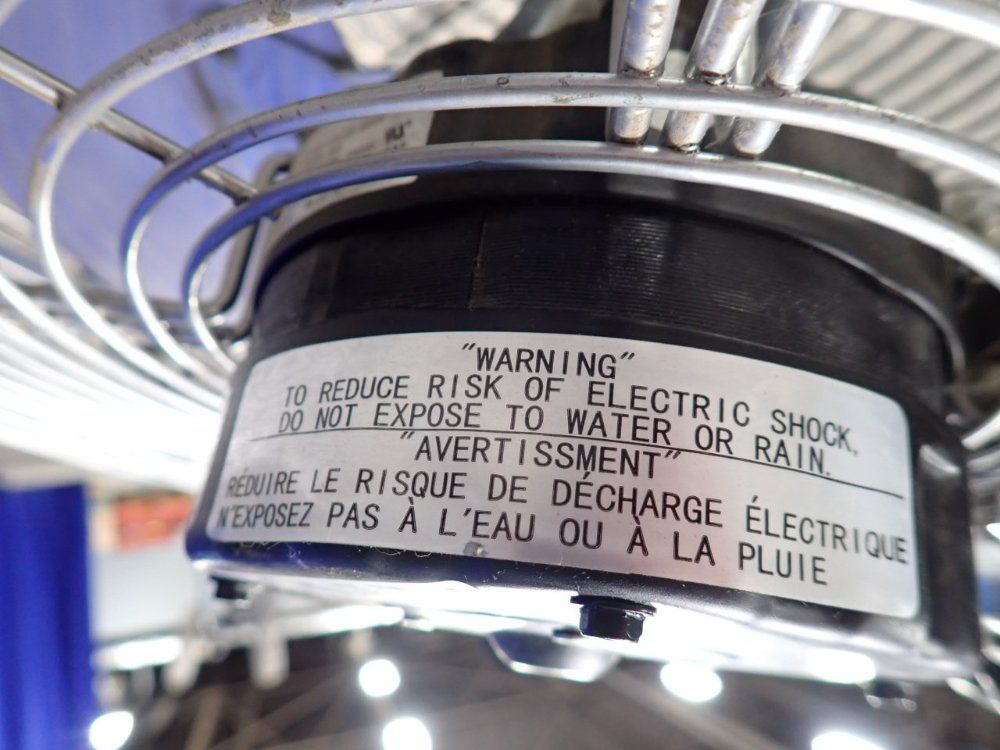 "WARNING"
TO REDUCE RISK OF ELECTRIC SHOCK,
DO NOT EXPOSE TO WATER OR RAIN.
"AVERTISSMENT"
RÉDUIRE LE RISQUE DE DÉCHARGE ÉLECTRIQUE
N'EXPOSEZ PAS À L'EAU OU À LA PLUIE